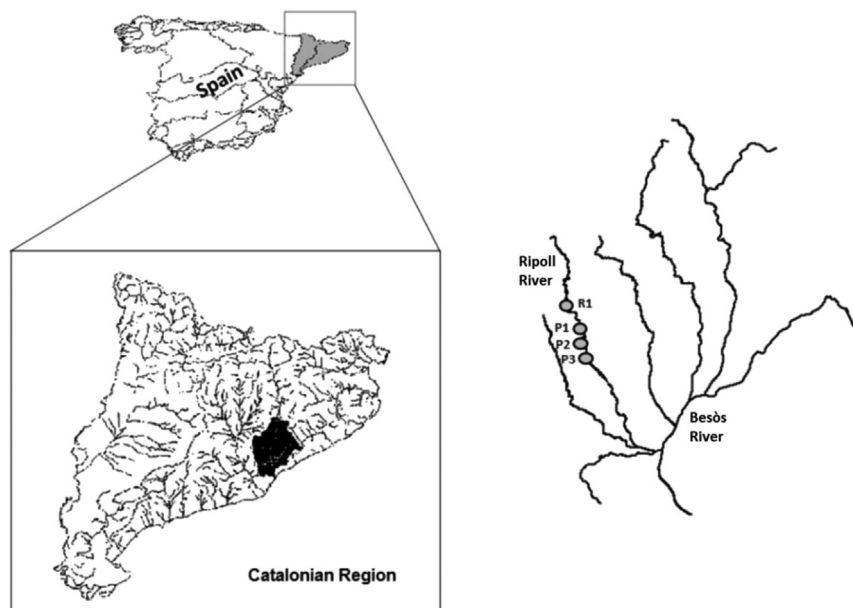 Spain
Ripoll
River
R1
P1
P2
P3
Besòs
River
Catalonian Region